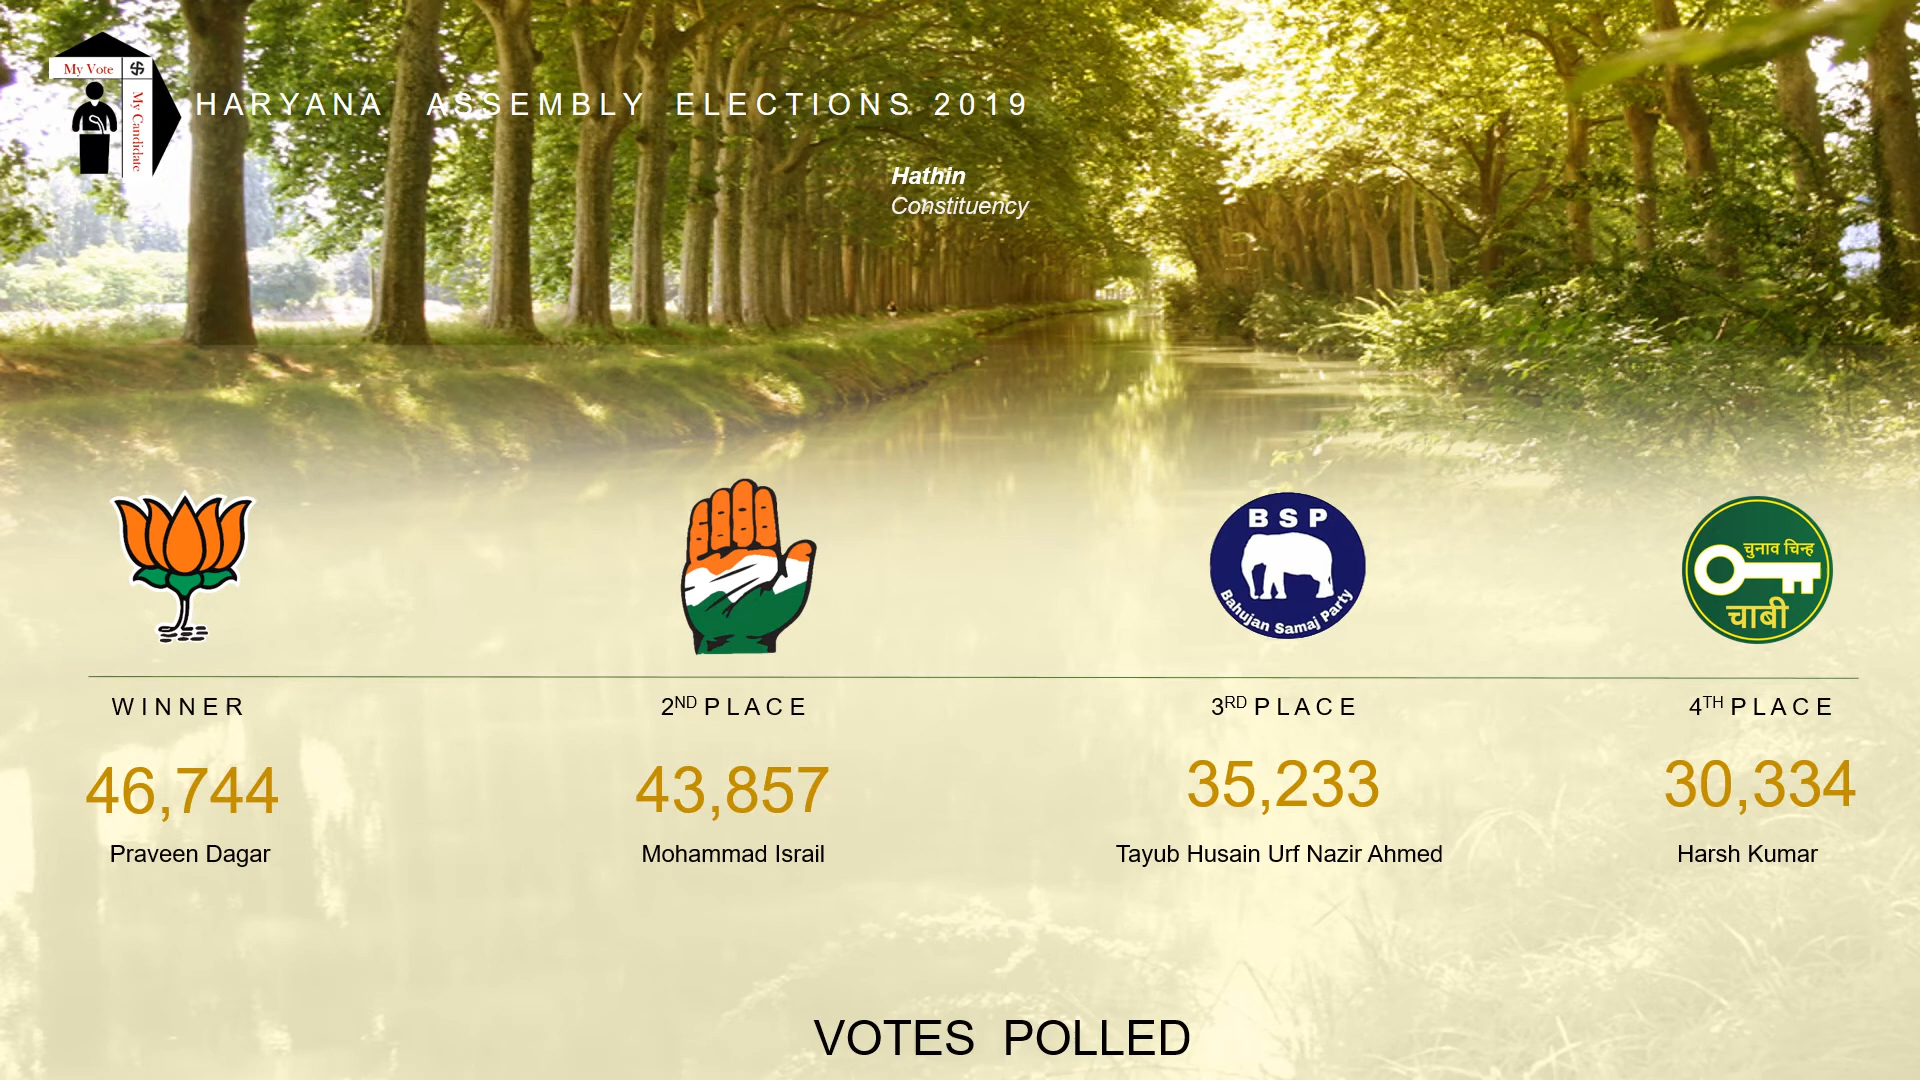 My Vote
My Candidate
HARYANA ASSEMBLY ELECTIONS 2019
Hathin
Constituency
BSP
Bahujan Samaj Party
चुनाव चिन्ह
चाबी
WINNER
2ND PLACE
3RD PLACE
4TH PLACE
46,744
43,857
35,233
30,334
Praveen Dagar
Mohammad Israil
Tayub Husain Urf Nazir Ahmed
Harsh Kumar
VOTES POLLED